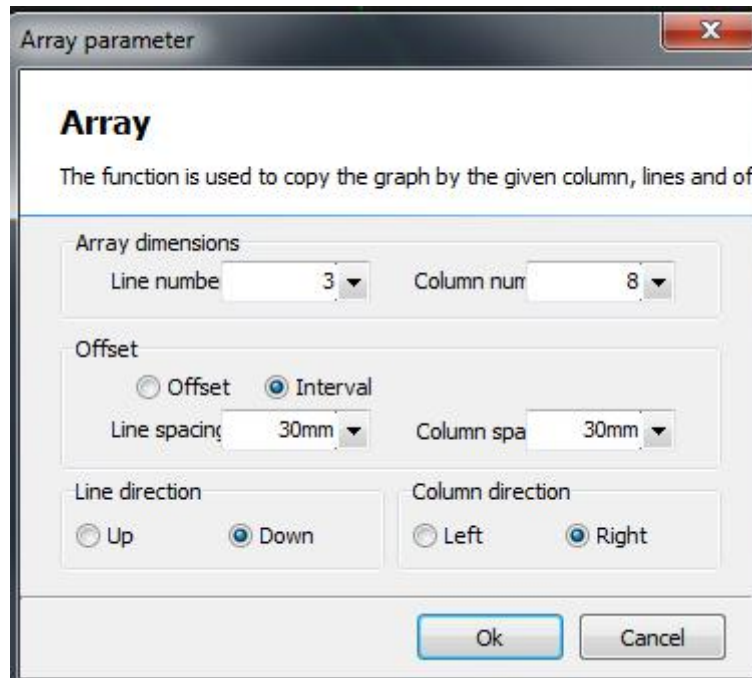 Array parameter
Array
The function is used to copy the graph by the given column, lines and of
Array dimensions
Line numbe 3 Column num 8
Offset
Offset Interval
Line spacing 30mm Column spa 30mm
Line direction Column direction
Up Down Left Right
Ok Cancel